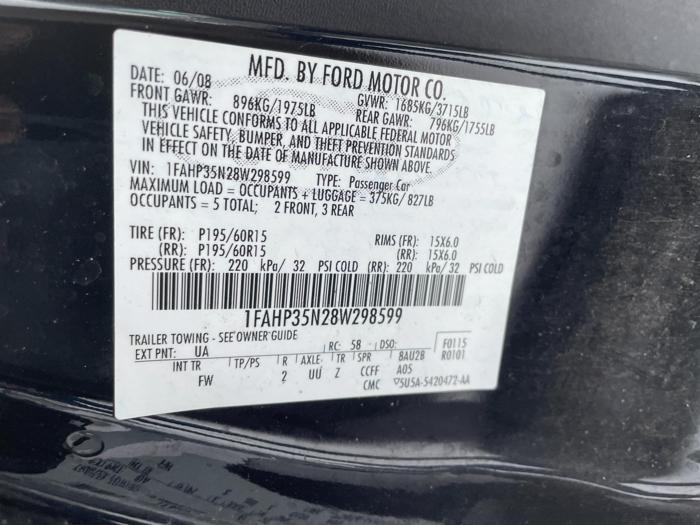 MFD. BY FORD MOTOR CO.
DATE: 06/08 GVWR: 1685KG/3715LB
FRONT GAWR: 896KG/1975LB REAR GAWR: 796KG/1755LB
THIS VEHICLE CONFORMS TO ALL APPLICABLE FEDERAL MOTOR
VEHICLE SAFETY, BUMPER, AND THEFT PREVENTION STANDARDS
IN EFFECT ON THE DATE OF MANUFACTURE SHOWN ABOVE.
VIN: 1FAHP35N28W298599 TYPE: Passenger Car
MAXIMUM LOAD = OCCUPANTS + LUGGAGE = 375KG/ 827LB
OCCUPANTS = 5 TOTAL; 2 FRONT, 3 REAR
TIRE (FR): P195/60R15 RIMS (FR): 15X6.0
(RR): P195/60R15 (RR): 15X6.0
PRESSURE (FR): 220 kPa/ 32 PSI COLD (RR): 220 kPa/ 32 PSI COLD
1FAHP35N28W298599
TRAILER TOWING - SEE OWNER GUIDE
EXT PNT: UA RC: 58 DSO: F0115
R0101
INT TR TP/PS R AXLE TR SPR BAU2B
FW 2 UU Z CCFF A05
CMC ▽5U5A-5420472-AA